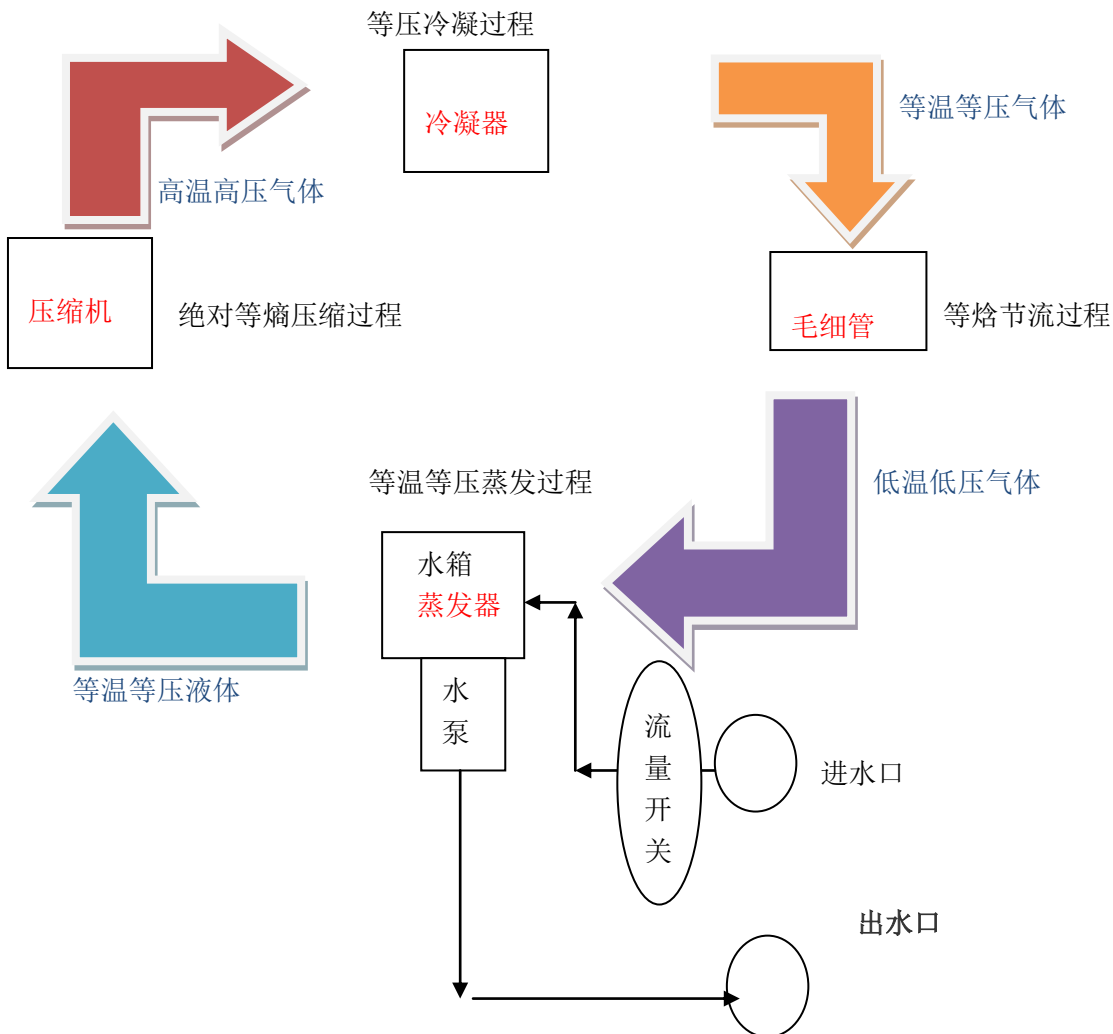 等压冷凝过程
冷凝器
等温等压气体
高温高压气体
压缩机
绝对等熵压缩过程
毛细管
等焓节流过程
等温等压蒸发过程
低温低压气体
水箱
蒸发器
等温等压液体
水
泵
流
量
开
关
进水口
出水口